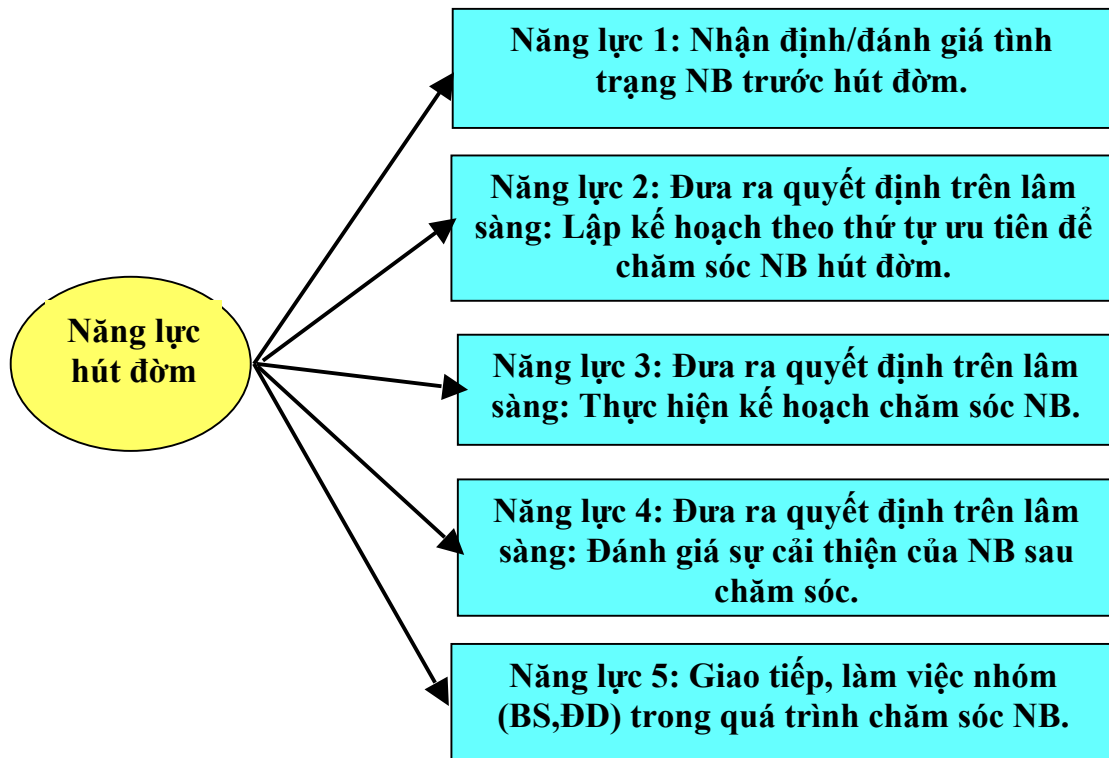 Năng lực 1: Nhận định/đánh giá tình
trạng NB trước hút đờm.
Năng lực 2: Đưa ra quyết định trên lâm
sàng: Lập kế hoạch theo thứ tự ưu tiên để
chăm sóc NB hút đờm.
Năng lực
hút đờm
Năng lực 3: Đưa ra quyết định trên lâm
sàng: Thực hiện kế hoạch chăm sóc NB.
Năng lực 4: Đưa ra quyết định trên lâm
sàng: Đánh giá sự cải thiện của NB sau
chăm sóc.
Năng lực 5: Giao tiếp, làm việc nhóm
(BS,ĐD) trong quá trình chăm sóc NB.